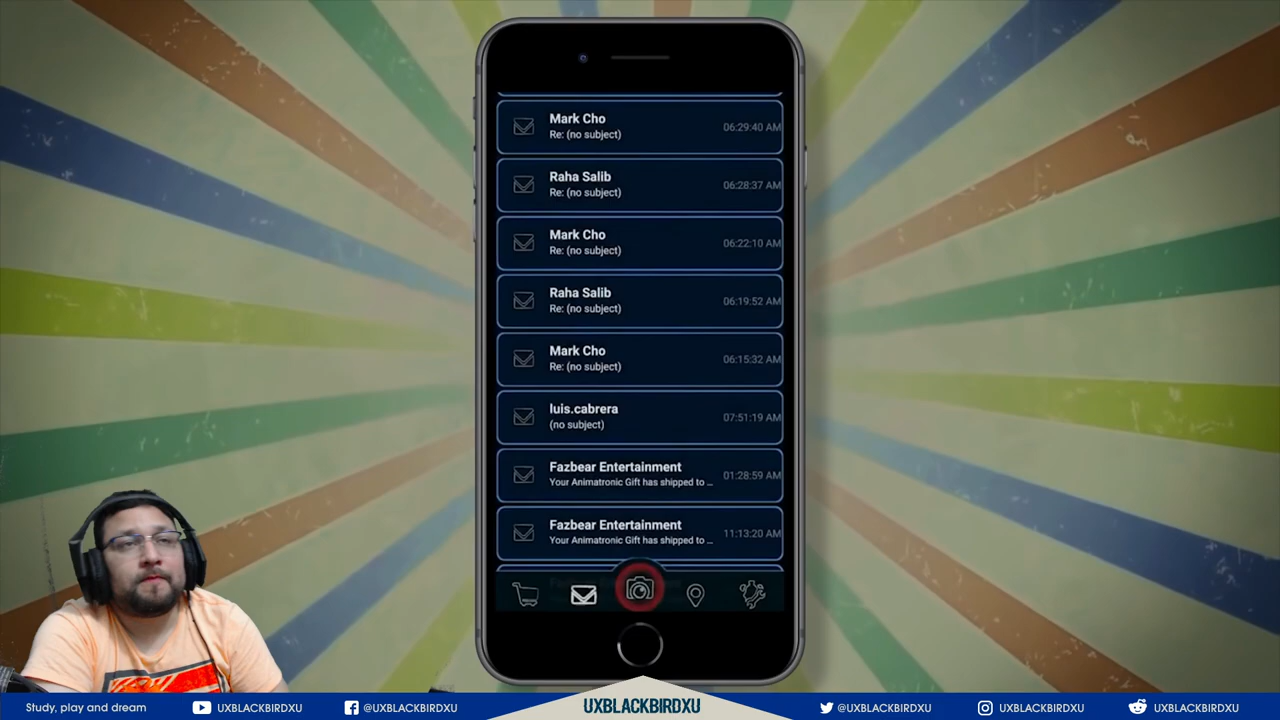 Mark Cho
Re: (no subject)
06:29:40 AM
Raha Salib
Re: (no subject)
06:28:37 AM
Mark Cho
Re: (no subject)
06:22:10 AM
Raha Salib
Re: (no subject)
06:19:52 AM
Mark Cho
Re: (no subject)
06:15:32 AM
luis.cabrera
(no subject)
07:51:19 AM
Fazbear Entertainment
Your Animatronic Gift has shipped to ...
01:28:59 AM
Fazbear Entertainment
Your Animatronic Gift has shipped to ...
11:13:20 AM
Study, play and dream
UXBLACKBIRDXU
@UXBLACKBIRDXU
UXBLACKBIRDXU
@UXBLACKBIRDXU
UXBLACKBIRDXU
UXBLACKBIRDXU